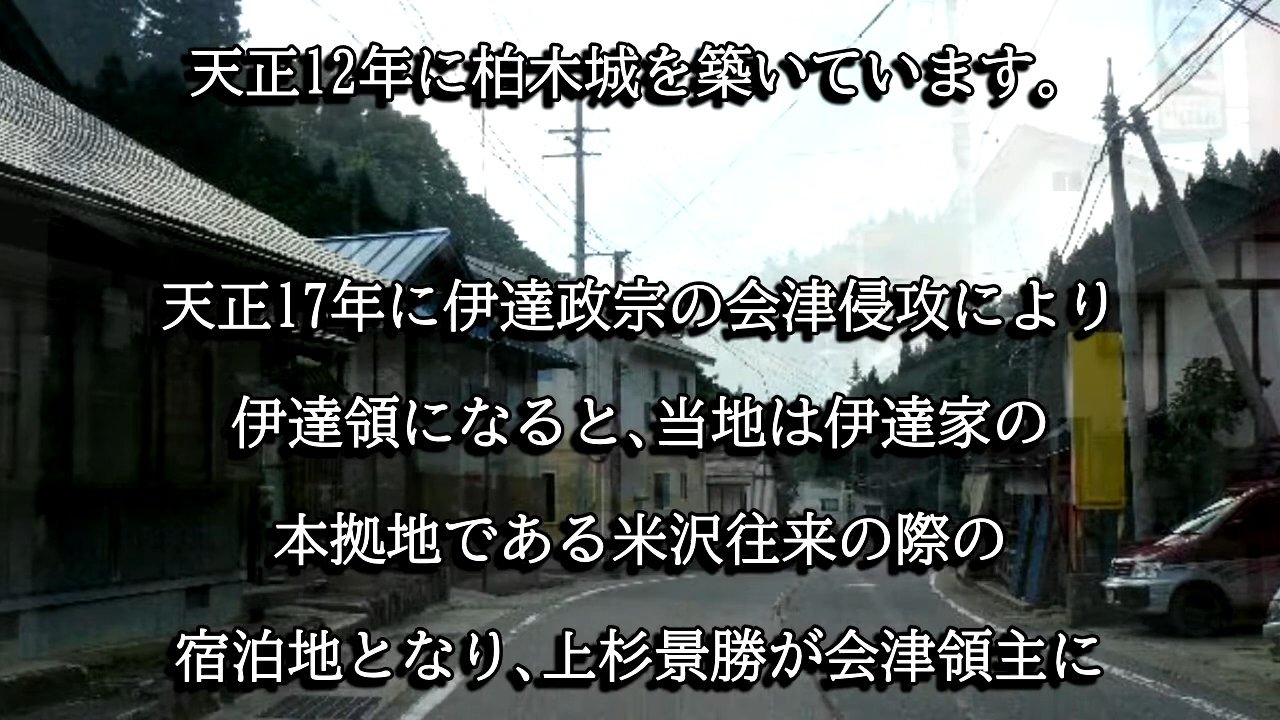 天正12年に柏木城を築いています。
天正17年に伊達政宗の会津侵攻により
伊達領になると、当地は伊達家の
本拠地である米沢往来の際の
宿泊地となり、上杉景勝が会津領主に